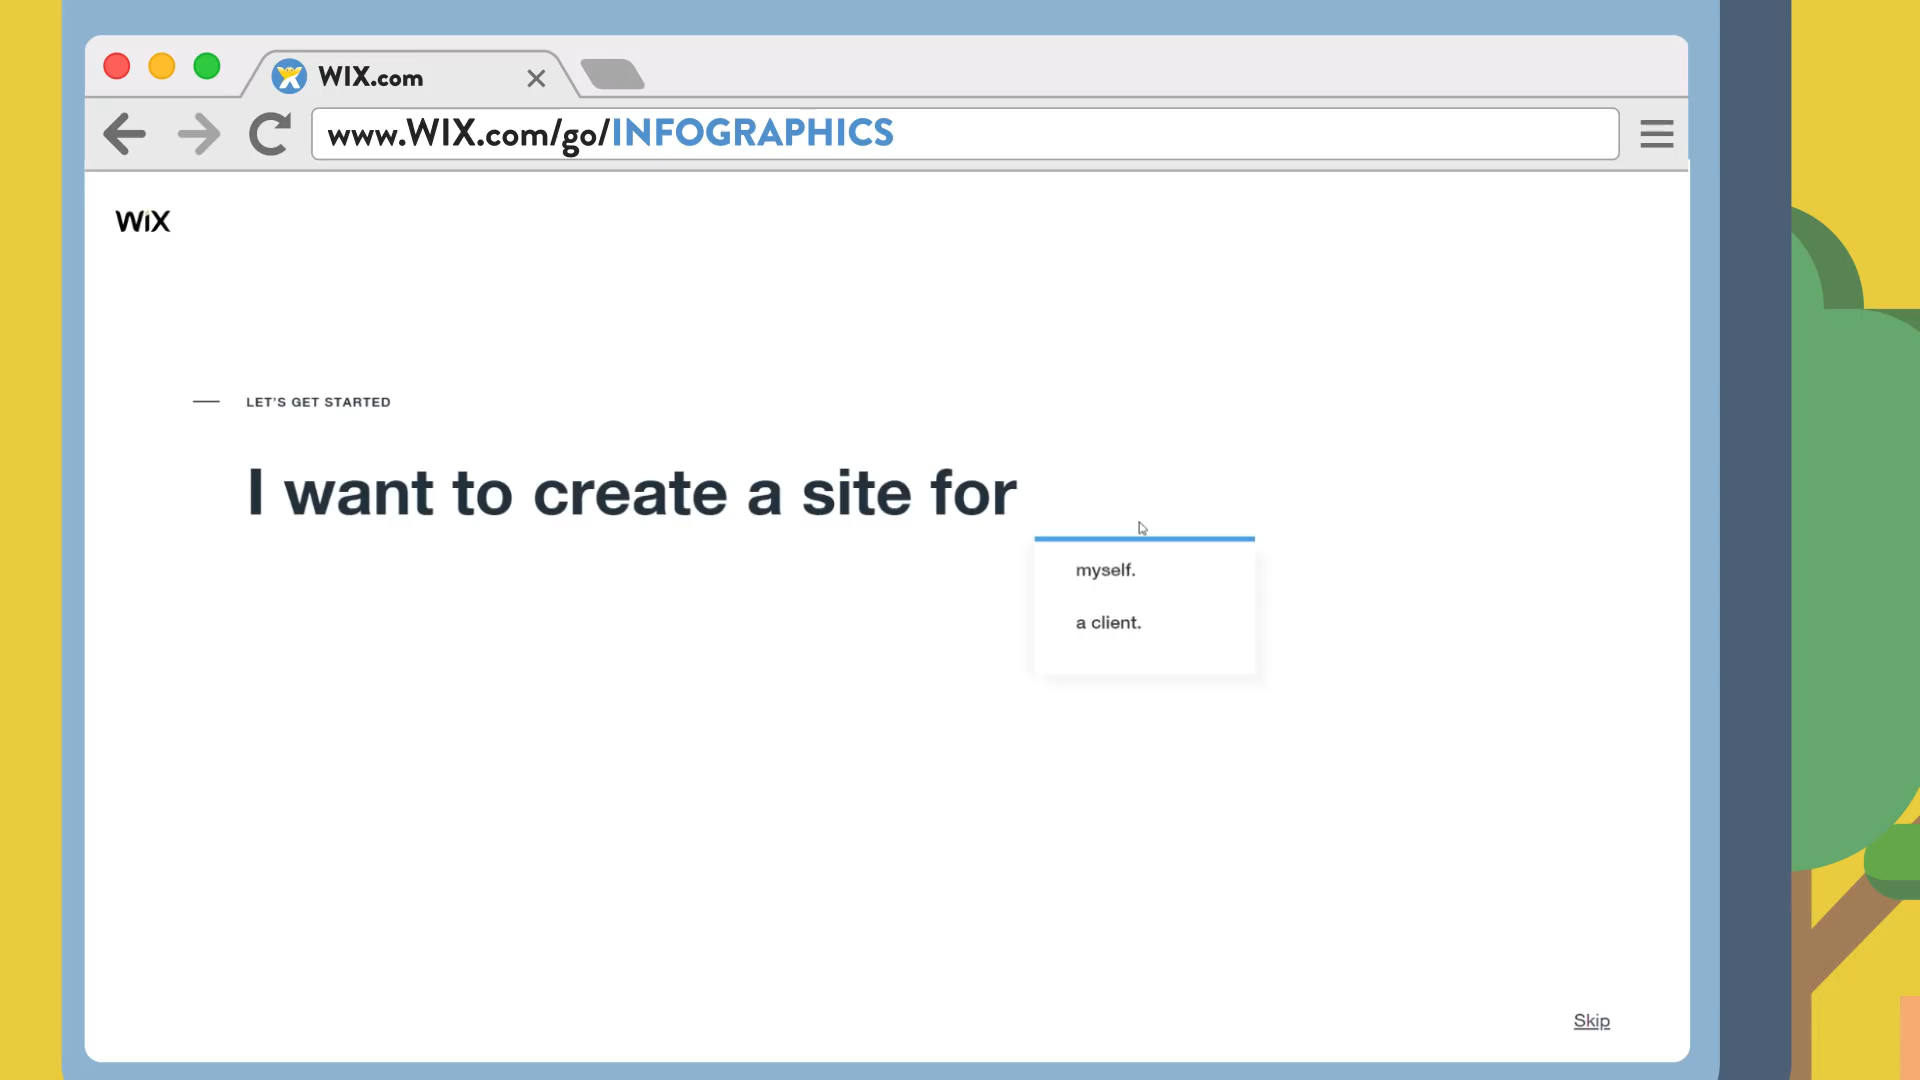 WIX.com
www.WIX.com/go/INFOGRAPHICS
WiX
LET'S GET STARTED
I want to create a site for
myself.
a client.
Skip